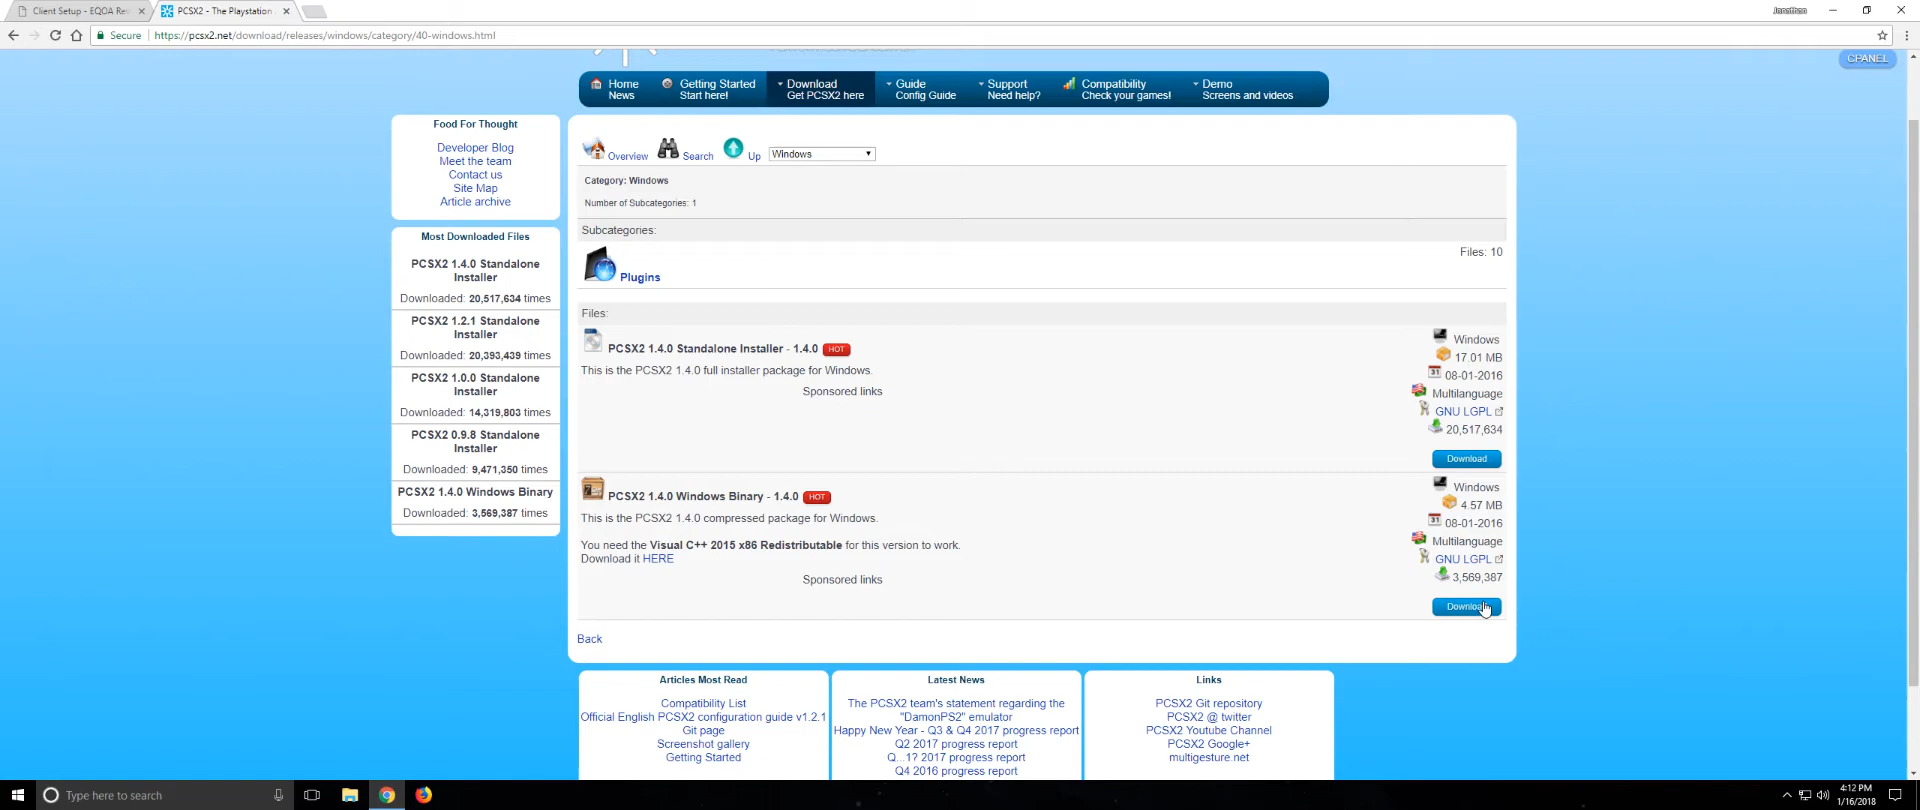 Client Setup - EQOA Re
PCSX2 - The Playstation
Jonathan
Secure
https://pcsx2.net/download/releases/windows/category/40-windows.html
CPANEL
Home
News
Getting Started
Start here!
Download
Get PCSX2 here
Guide
Config Guide
Support
Need help?
Compatibility
Check your games!
Demo
Screens and videos
Food For Thought
Developer Blog
Meet the team
Contact us
Site Map
Article archive
Most Downloaded Files
PCSX2 1.4.0 Standalone
Installer
Downloaded: 20,517,634 times
PCSX2 1.2.1 Standalone
Installer
Downloaded: 20,393,439 times
PCSX2 1.0.0 Standalone
Installer
Downloaded: 14,319,803 times
PCSX2 0.9.8 Standalone
Installer
Downloaded: 9,471,350 times
PCSX2 1.4.0 Windows Binary
Downloaded: 3,569,387 times
Overview
Search
Up
Windows
Category: Windows
Number of Subcategories: 1
Subcategories:
Plugins
Files: 10
Files:
PCSX2 1.4.0 Standalone Installer - 1.4.0 HOT
This is the PCSX2 1.4.0 full installer package for Windows.
Sponsored links
Windows
17.01 MB
31 08-01-2016
Multilanguage
GNU LGPL
20,517,634
Download
PCSX2 1.4.0 Windows Binary - 1.4.0 HOT
This is the PCSX2 1.4.0 compressed package for Windows.
You need the Visual C++ 2015 x86 Redistributable for this version to work.
Download it HERE
Sponsored links
Windows
4.57 MB
31 08-01-2016
Multilanguage
GNU LGPL
3,569,387
Download
Back
Articles Most Read
Compatibility List
Official English PCSX2 configuration guide v1.2.1
Git page
Screenshot gallery
Getting Started
Latest News
The PCSX2 team's statement regarding the
"DamonPS2" emulator
Happy New Year - Q3 & Q4 2017 progress report
Q2 2017 progress report
Q...1? 2017 progress report
Q4 2016 progress report
Links
PCSX2 Git repository
PCSX2 @ twitter
PCSX2 Youtube Channel
PCSX2 Google+
multigesture.net
Type here to search
4:12 PM
1/16/2018